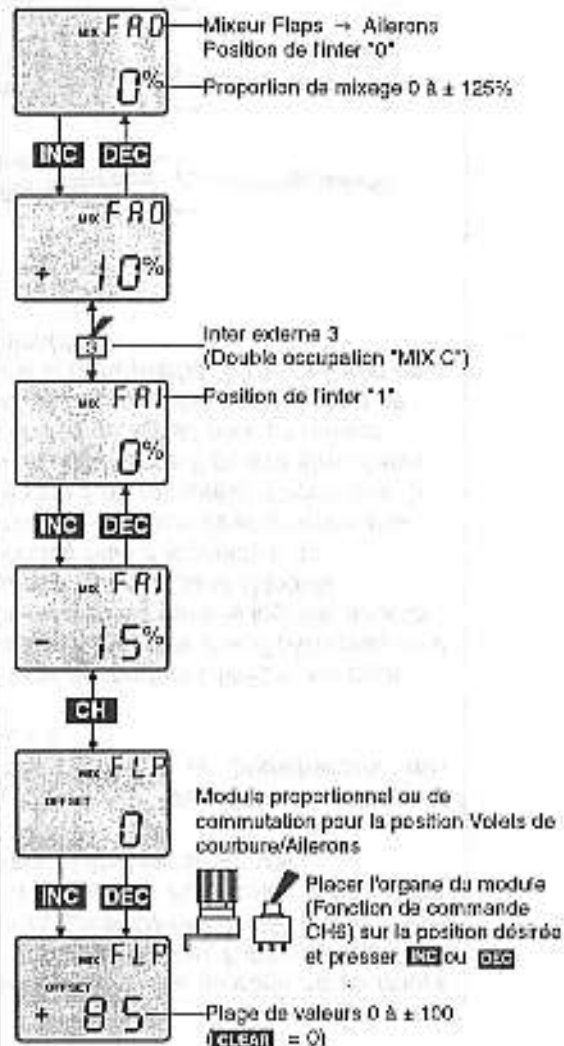 MIX FA0
Mixeur Flaps → Ailerons
Position de l'inter "0"
0%
Proportion de mixage 0 à ± 125%
INC DEC
MIX FA0
+ 10%
3
Inter externe 3
(Double occupation "MIX C")
MIX FA1
Position de l'inter "1"
0%
INC DEC
MIX FA1
- 15%
CH
MIX FLP
OFFSET
0
Module proportionnel ou de
commutation pour la position Volets de
courbure/Ailerons
INC DEC
Placer l'organe du module
(Fonction de commande
CH6) sur la position désirée
et presser INC ou DEC
MIX FLP
OFFSET
+ 85
Plage de valeurs 0 à ± 100
(CLEAR = 0)